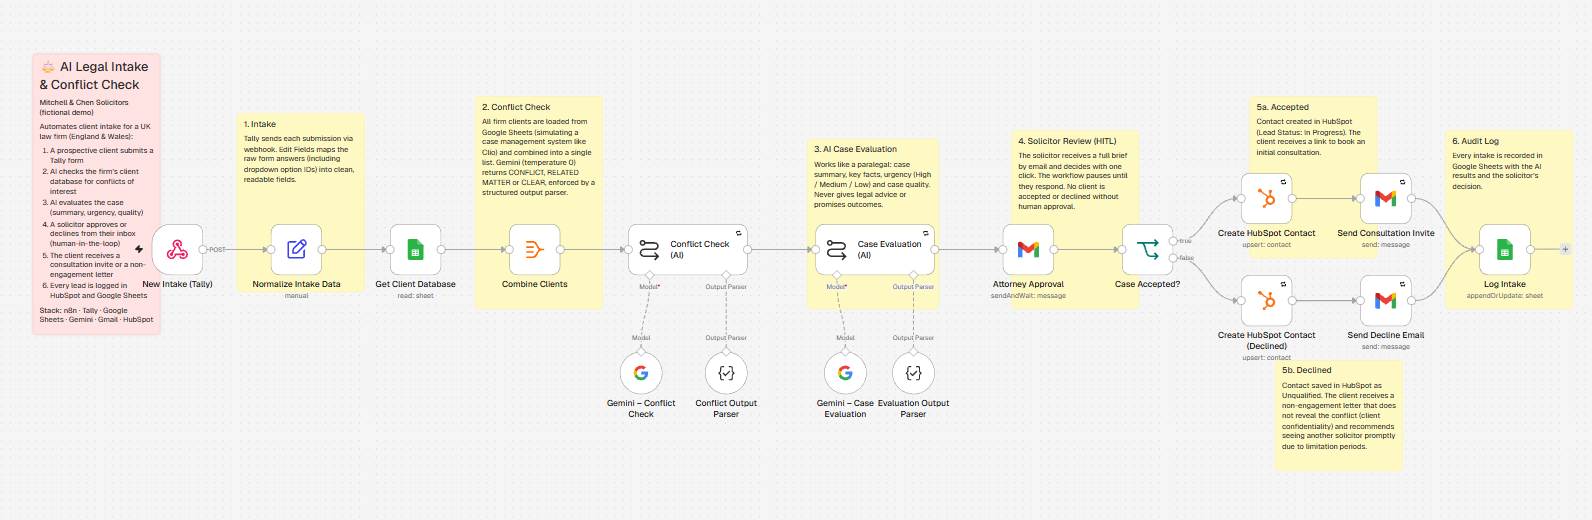 ⚖️ AI Legal Intake
& Conflict Check
Mitchell & Chen Solicitors
(fictional demo)
Automates client intake for a UK
law firm (England & Wales):
1. A prospective client submits a
Tally form
2. AI checks the firm's client
database for conflicts of
interest
3. AI evaluates the case
(summary, urgency, quality)
4. A solicitor approves or
declines from their inbox
(human-in-the-loop)
5. The client receives a
consultation invite or a non-
engagement letter
6. Every lead is logged in
HubSpot and Google Sheets
Stack: n8n · Tally · Google
Sheets · Gemini · Gmail · HubSpot
New Intake (Tally)
POST
1. Intake
Tally sends each submission via
webhook. Edit Fields maps the
raw form answers (including
dropdown option IDs) into clean,
readable fields.
Normalize Intake Data
manual
Get Client Database
read: sheet
2. Conflict Check
All firm clients are loaded from
Google Sheets (simulating a
case management system like
Clio) and combined into a single
list. Gemini (temperature 0)
returns CONFLICT, RELATED
MATTER or CLEAR, enforced by a
structured output parser.
Combine Clients
Conflict Check
(AI)
Model*
Output Parser
Model
Output Parser
Gemini – Conflict
Check
Conflict Output
Parser
3. AI Case Evaluation
Works like a paralegal: case
summary, key facts, urgency (High
/ Medium / Low) and case quality.
Never gives legal advice or
promises outcomes.
Case Evaluation
(AI)
Model*
Output Parser
Model
Output Parser
Gemini – Case
Evaluation
Evaluation Output
Parser
4. Solicitor Review (HITL)
The solicitor receives a full brief
by email and decides with one
click. The workflow pauses until
they respond. No client is
accepted or declined without
human approval.
Attorney Approval
sendAndWait: message
Case Accepted?
true
false
5a. Accepted
Contact created in HubSpot
(Lead Status: In Progress). The
client receives a link to book an
initial consultation.
Create HubSpot Contact
upsert: contact
Send Consultation Invite
send: message
Create HubSpot Contact
(Declined)
upsert: contact
Send Decline Email
send: message
5b. Declined
Contact saved in HubSpot as
Unqualified. The client receives a
non-engagement letter that does
not reveal the conflict (client
confidentiality) and recommends
seeing another solicitor promptly
due to limitation periods.
6. Audit Log
Every intake is recorded in
Google Sheets with the AI
results and the solicitor's
decision.
Log Intake
appendOrUpdate: sheet